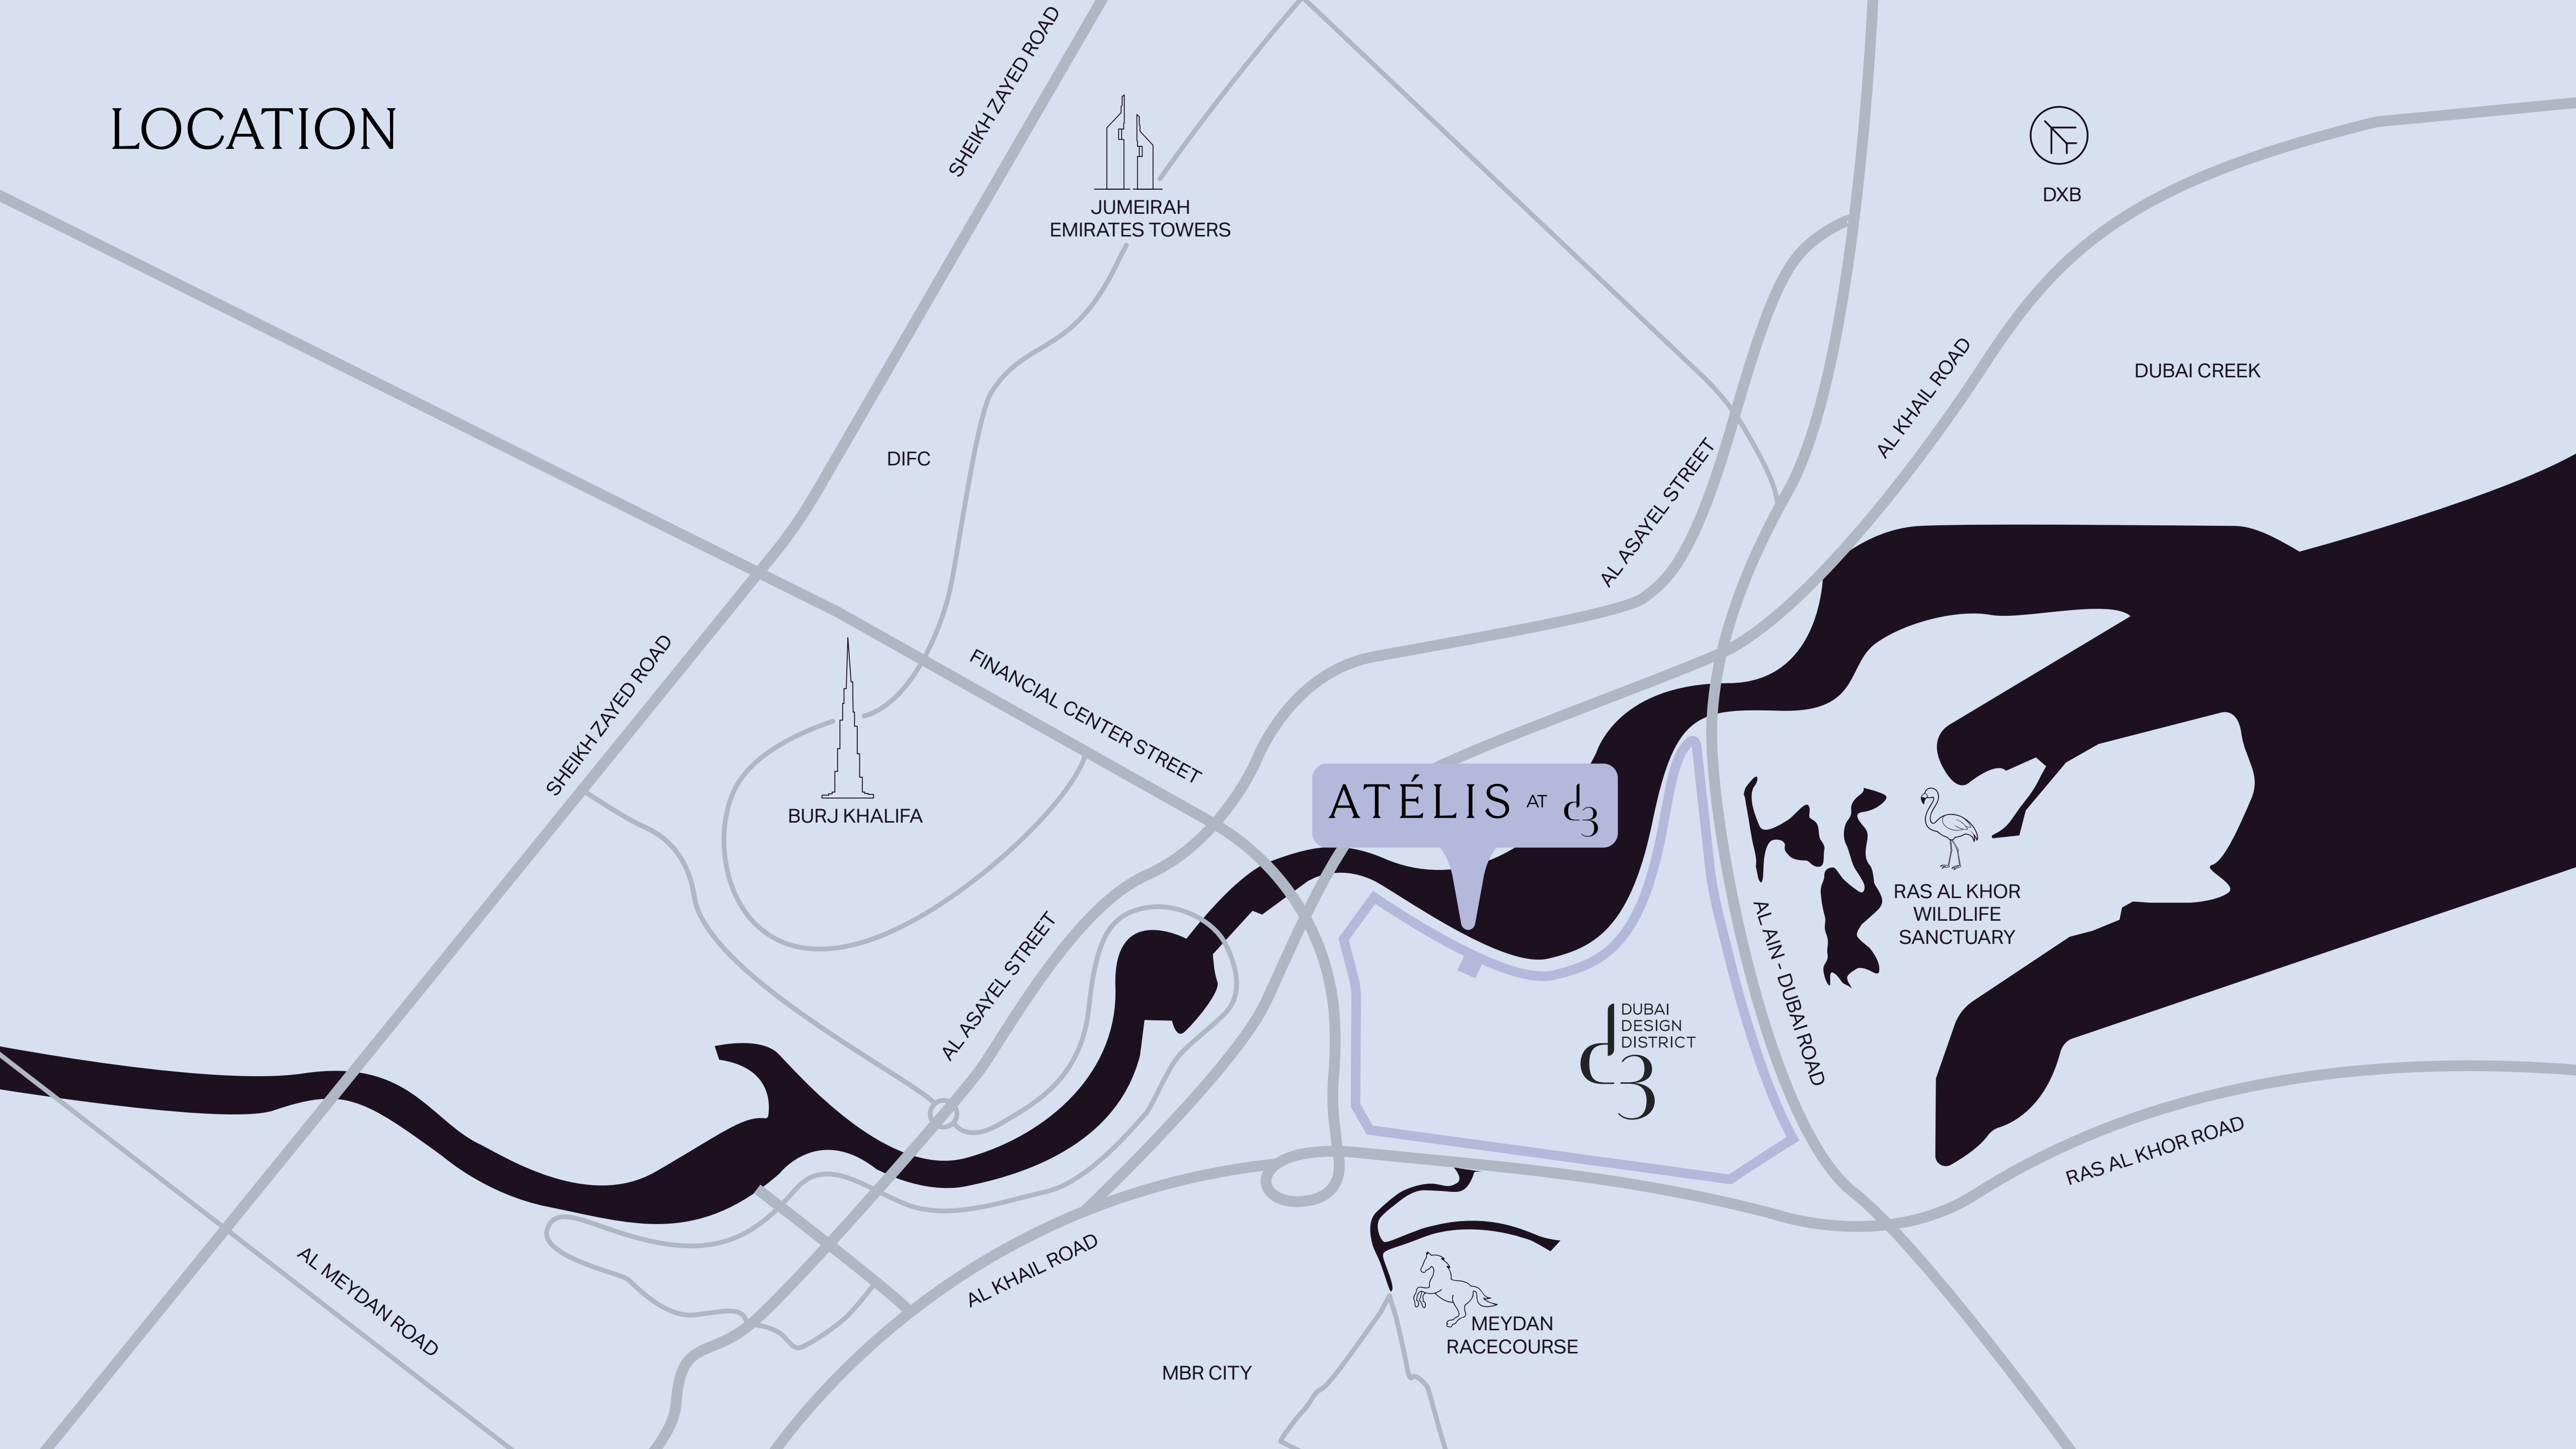 LOCATION
SHEIKH ZAYED ROAD
JUMEIRAH
EMIRATES TOWERS
DXB
DUBAI CREEK
AL KHAIL ROAD
DIFC
AL ASAYEL STREET
SHEIKH ZAYED ROAD
FINANCIAL CENTER STREET
BURJ KHALIFA
ATÉLIS AT d3
RAS AL KHOR
WILDLIFE
SANCTUARY
AL AIN - DUBAI ROAD
AL ASAYEL STREET
DUBAI
DESIGN
DISTRICT
d3
RAS AL KHOR ROAD
AL MEYDAN ROAD
AL KHAIL ROAD
MEYDAN
RACECOURSE
MBR CITY